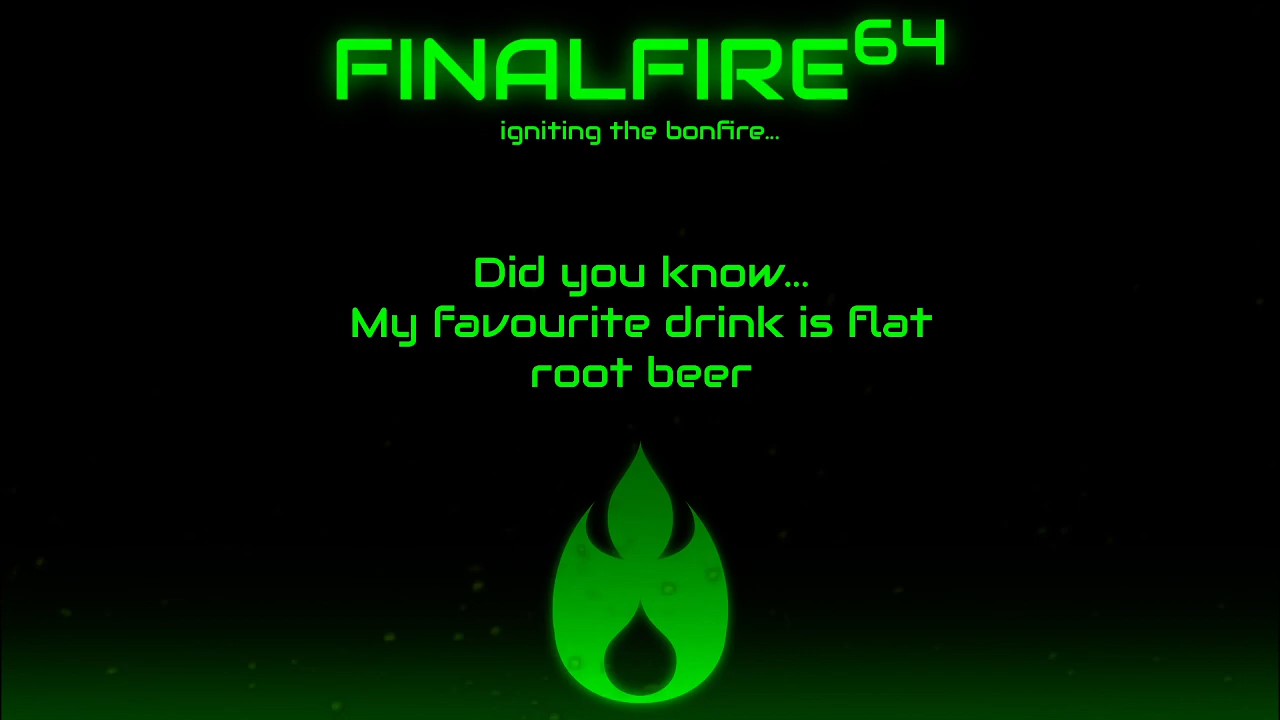 FINALFIRE64
igniting the bonfire...
Did you know...
My favourite drink is flat
root beer